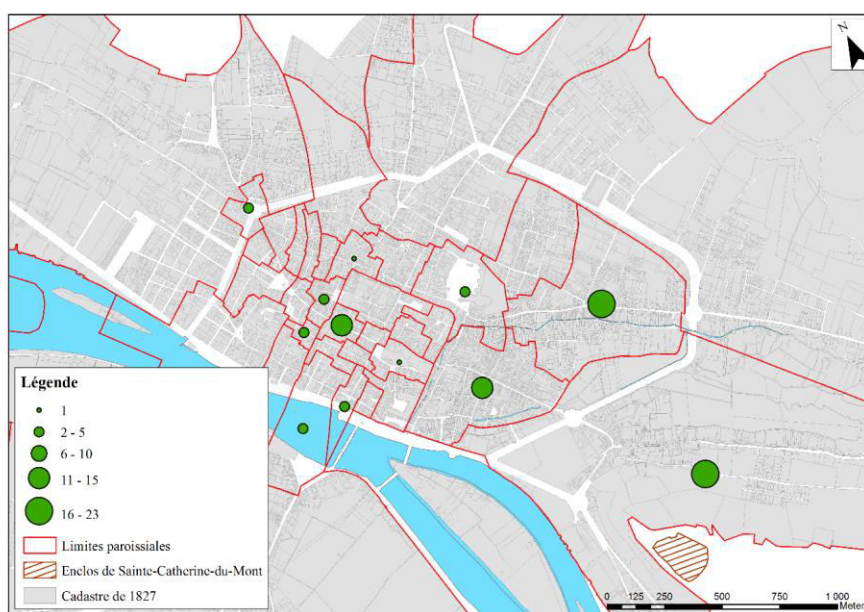 N
Légende
1
2 - 5
6 - 10
11 - 15
16 - 23
Limites paroissiales
Enclos de Sainte-Catherine-du-Mont
Cadastre de 1827
0 125 250 500 750 1 000
Meters